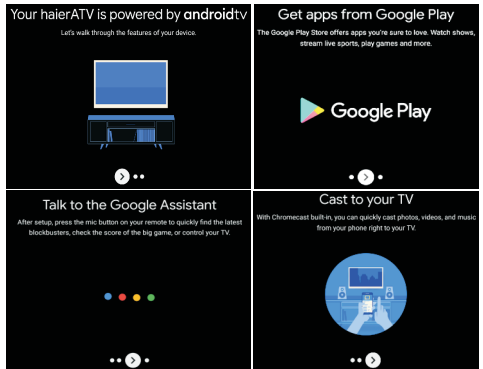 Your haierATV is powered by androidtv
Let's walk through the features of your device.
Get apps from Google Play
The Google Play Store offers apps you're sure to love. Watch shows,
stream live sports, play games and more.
Google Play
Talk to the Google Assistant
After setup, press the mic button on your remote to quickly find the latest
blockbusters, check the score of the big game, or control your TV.
Cast to your TV
With Chromecast built-in, you can quickly cast photos, videos, and music
from your phone right to your TV.